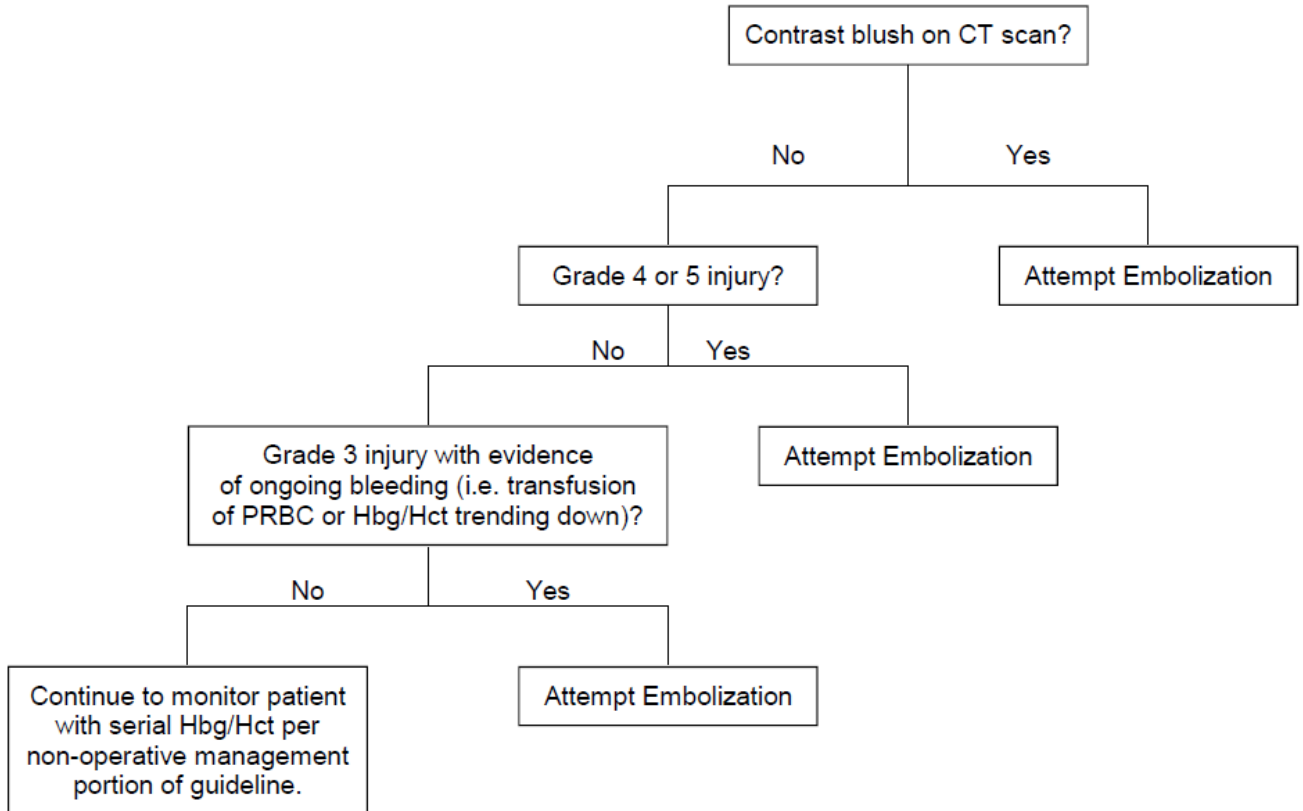 Contrast blush on CT scan?
No
Yes
Grade 4 or 5 injury?
Attempt Embolization
No
Yes
Grade 3 injury with evidence
of ongoing bleeding (i.e. transfusion
of PRBC or Hbg/Hct trending down)?
Attempt Embolization
No
Yes
Continue to monitor patient
with serial Hbg/Hct per
non-operative management
portion of guideline.
Attempt Embolization